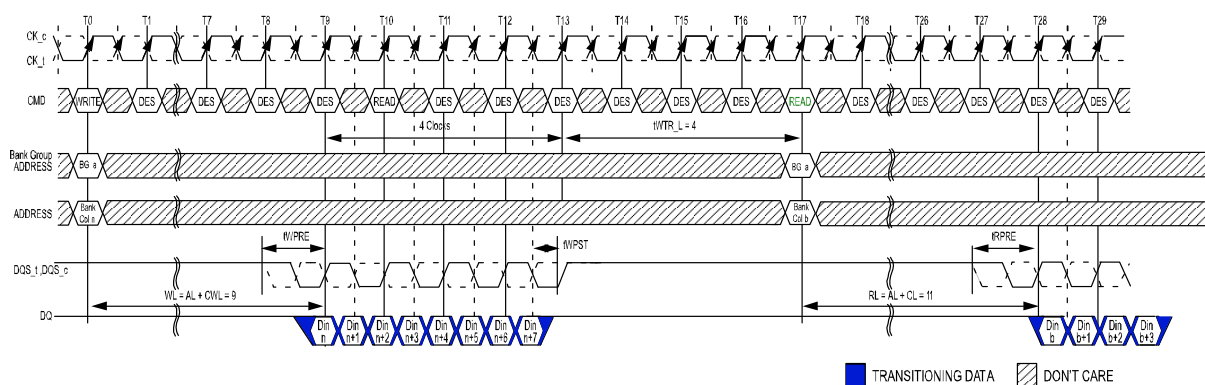 T0 T1 T7 T8 T9 T10 T11 T12 T13 T14 T15 T16 T17 T18 T26 T27 T28 T29
CK_c
CK_t
CMD WRITE DES DES DES DES READ DES DES DES DES DES DES READ DES DES DES DES DES
4 Clocks tWTR_L = 4
Bank Group
ADDRESS BG a BG a
ADDRESS Bank Col n Bank Col b
tWPRE tWPST tRPRE
DQS_t ,DQS_c
WL = AL + CWL = 9 RL = AL + CL = 11
DQ Din n Din n+1 Din n+2 Din n+3 Din n+4 Din n+5 Din n+6 Din n+7 Din b Din b+1 Din b+2 Din b+3
TRANSITIONING DATA DON'T CARE